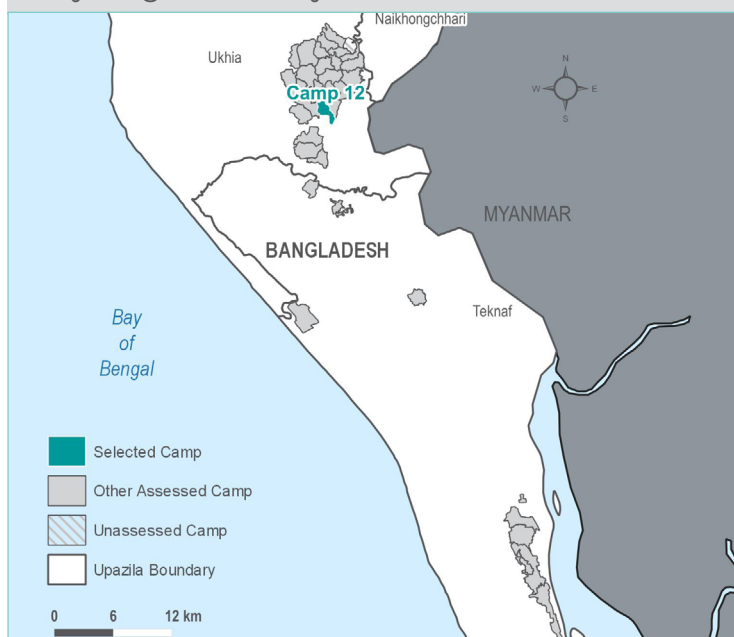 Naikhongchhari
Ukhia
Camp 12
N
W E
S
MYANMAR
BANGLADESH
Teknaf
Bay
of
Bengal
Selected Camp
Other Assessed Camp
Unassessed Camp
Upazila Boundary
0 6 12 km